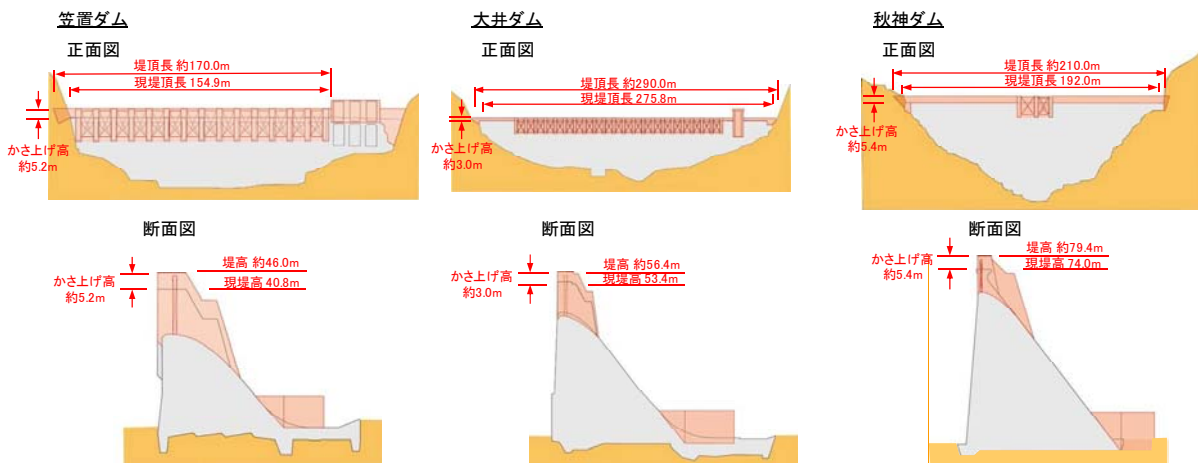 笠置ダム
正面図
堤頂長 約170.0m
現堤頂長 154.9m
かさ上げ高
約5.2m
断面図
堤高 約46.0m
現堤高 40.8m
かさ上げ高
約5.2m
大井ダム
正面図
堤頂長 約290.0m
現堤頂長 275.8m
かさ上げ高
約3.0m
断面図
堤高 約56.4m
現堤高 53.4m
かさ上げ高
約3.0m
秋神ダム
正面図
堤頂長 約210.0m
現堤頂長 192.0m
かさ上げ高
約5.4m
断面図
堤高 約79.4m
現堤高 74.0m
かさ上げ高
約5.4m